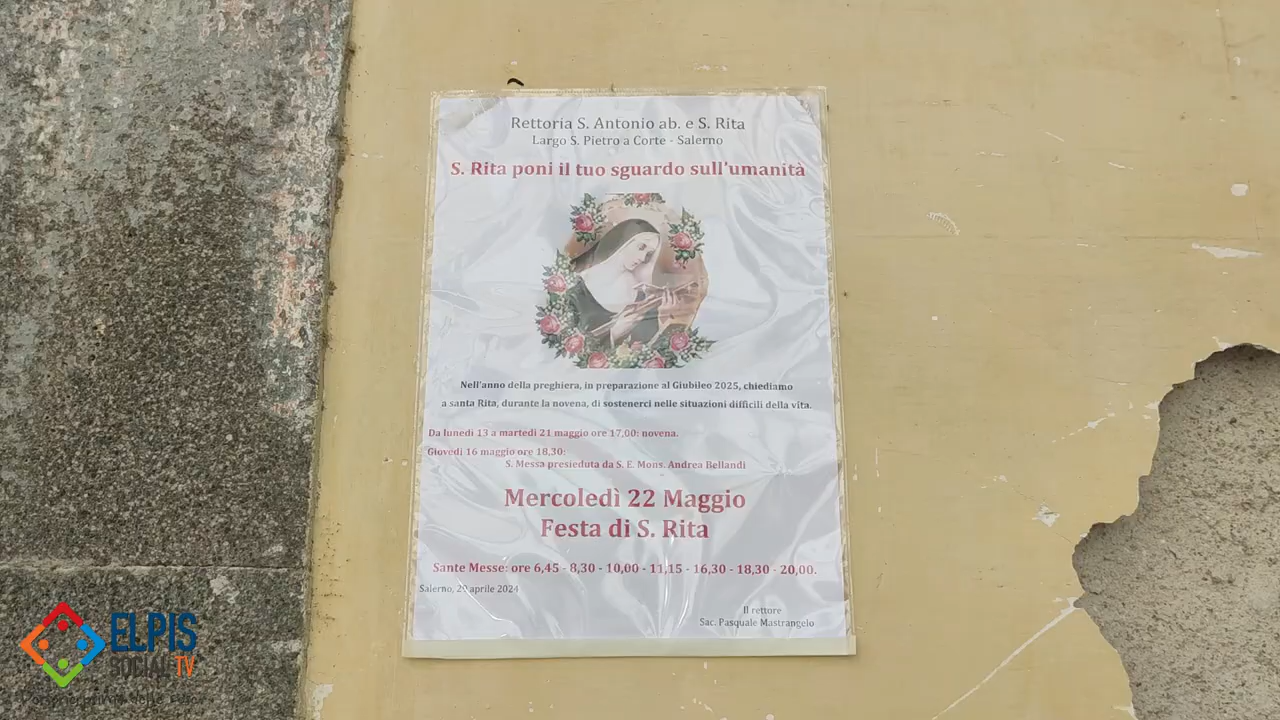 Rettoria S. Antonio ab. e S. Rita
Largo S. Pietro a Corte - Salerno
S. Rita poni il tuo sguardo sull'umanità
Nell'anno della preghiera, in preparazione al Giubileo 2025, chiediamo
a santa Rita, durante la novena, di sostenerci nelle situazioni difficili della vita.
Da lunedì 13 a martedì 21 maggio ore 17,00: novena.
Giovedì 16 maggio ore 18,30:
S. Messa presieduta da S. E. Mons. Andrea Bellandi
Mercoledì 22 Maggio
Festa di S. Rita
Sante Messe: ore 6,45 - 8,30 - 10,00 - 11,15 - 16,30 - 18,30 - 20,00.
Salerno, 20 aprile 2024
Il rettore
Sac. Pasquale Mastrangelo
ELPIS
SOCIAL TV